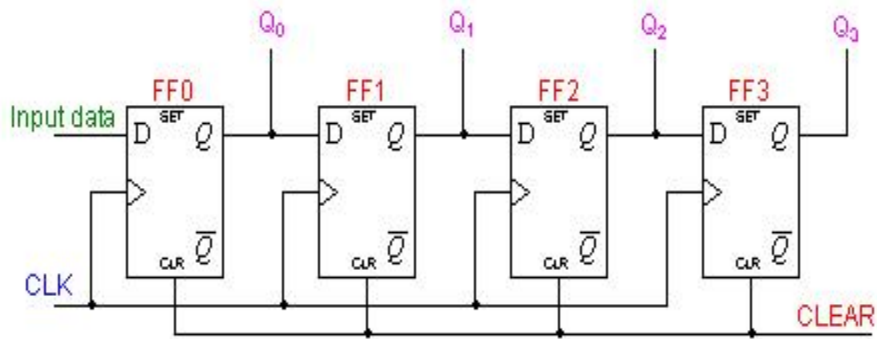 Q₀ Q₁ Q₂ Q₃
FF0 FF1 FF2 FF3
Input data
D SET Q D SET Q D SET Q D SET Q
Q̅ Q̅ Q̅ Q̅
CLR CLR CLR CLR
CLK
CLEAR